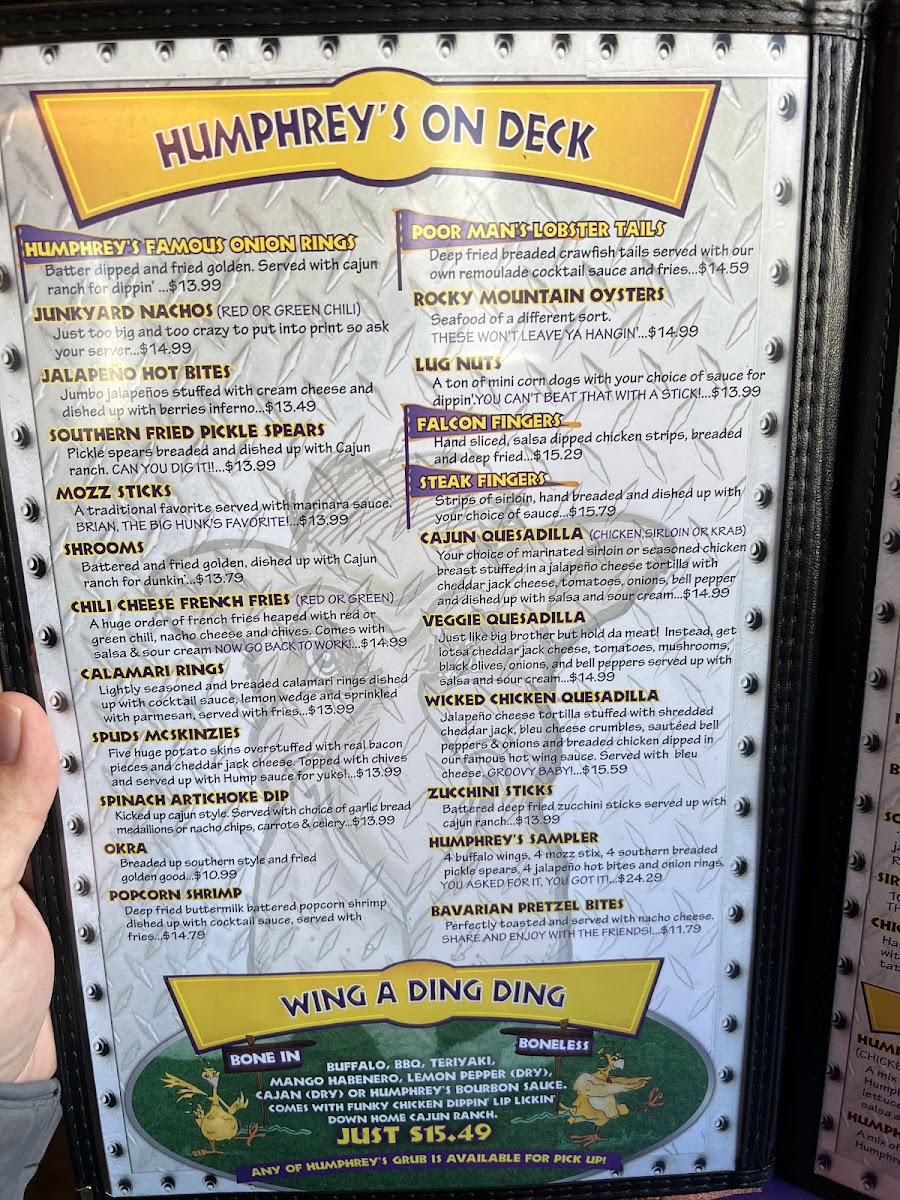 HUMPHREY'S ON DECK
HUMPHREY'S FAMOUS ONION RINGS
Batter dipped and fried golden. Served with cajun
ranch for dippin' ...$13.99
JUNKYARD NACHOS (RED OR GREEN CHILI)
Just too big and too crazy to put into print so ask
your server...$14.99
JALAPEÑO HOT BITES
Jumbo jalapeños stuffed with cream cheese and
dished up with berries inferno...$13.49
SOUTHERN FRIED PICKLE SPEARS
Pickle spears breaded and dished up with Cajun
ranch. CAN YOU DIG IT!!...$13.99
MOZZ STICKS
A traditional favorite served with marinara sauce.
BRIAN, THE BIG HUNK'S FAVORITE!...$13.99
SHROOMS
Battered and fried golden, dished up with Cajun
ranch for dunkin'...$13.79
CHILI CHEESE FRENCH FRIES (RED OR GREEN)
A huge order of french fries heaped with red or
green chili, nacho cheese and chives. Comes with
salsa & sour cream NOW GO BACK TO WORK!...$14.99
CALAMARI RINGS
Lightly seasoned and breaded calamari rings dished
up with cocktail sauce, lemon wedge and sprinkled
with parmesan, served with fries...$13.99
SPUDS MCSKINZIES
Five huge potato skins overstuffed with real bacon
pieces and cheddar jack cheese. Topped with chives
and served up with Hump sauce for yuks!...$13.99
SPINACH ARTICHOKE DIP
Kicked up cajun style. Served with choice of garlic bread
medallions or nacho chips, carrots & celery...$13.99
OKRA
Breaded up southern style and fried
golden good...$10.99
POPCORN SHRIMP
Deep fried buttermilk battered popcorn shrimp
dished up with cocktail sauce, served with
fries...$14.79
POOR MAN'S LOBSTER TAILS
Deep fried breaded crawfish tails served with our
own remoulade cocktail sauce and fries...$14.59
ROCKY MOUNTAIN OYSTERS
Seafood of a different sort.
THESE WON'T LEAVE YA HANGIN'...$14.99
LUG NUTS
A ton of mini corn dogs with your choice of sauce for
dippin'.YOU CAN'T BEAT THAT WITH A STICK!...$13.99
FALCON FINGERS
Hand sliced, salsa dipped chicken strips, breaded
and deep fried...$15.29
STEAK FINGERS
Strips of sirloin, hand breaded and dished up with
your choice of sauce...$15.79
CAJUN QUESADILLA (CHICKEN,SIRLOIN OR KRAB)
Your choice of marinated sirloin or seasoned chicken
breast stuffed in a jalapeño cheese tortilla with
cheddar jack cheese, tomatoes, onions, bell pepper
and dished up with salsa and sour cream...$14.99
VEGGIE QUESADILLA
Just like big brother but hold da meat! Instead, get
lotsa cheddar jack cheese, tomatoes, mushrooms,
black olives, onions, and bell peppers served up with
salsa and sour cream...$14.99
WICKED CHICKEN QUESADILLA
Jalapeño cheese tortilla stuffed with shredded
cheddar jack, bleu cheese crumbles, sautéed bell
peppers & onions and breaded chicken dipped in
our famous hot wing sauce. Served with bleu
cheese. GROOVY BABY!...$15.59
ZUCCHINI STICKS
Battered deep fried zucchini sticks served up with
cajun ranch...$13.99
HUMPHREY'S SAMPLER
4 buffalo wings, 4 mozz stix, 4 southern breaded
pickle spears, 4 jalapeño hot bites and onion rings.
YOU ASKED FOR IT, YOU GOT IT!...$24.29
BAVARIAN PRETZEL BITES
Perfectly toasted and served with nacho cheese.
SHARE AND ENJOY WITH THE FRIENDS!...$11.79
WING A DING DING
BONE IN
BONELESS
BUFFALO, BBQ, TERIYAKI,
MANGO HABENERO, LEMON PEPPER (DRY),
CAJAN (DRY) OR HUMPHREY'S BOURBON SAUCE.
COMES WITH FUNKY CHICKEN DIPPIN' LIP LICKIN'
DOWN HOME CAJUN RANCH.
JUST $15.49
ANY OF HUMPHREY'S GRUB IS AVAILABLE FOR PICK UP!